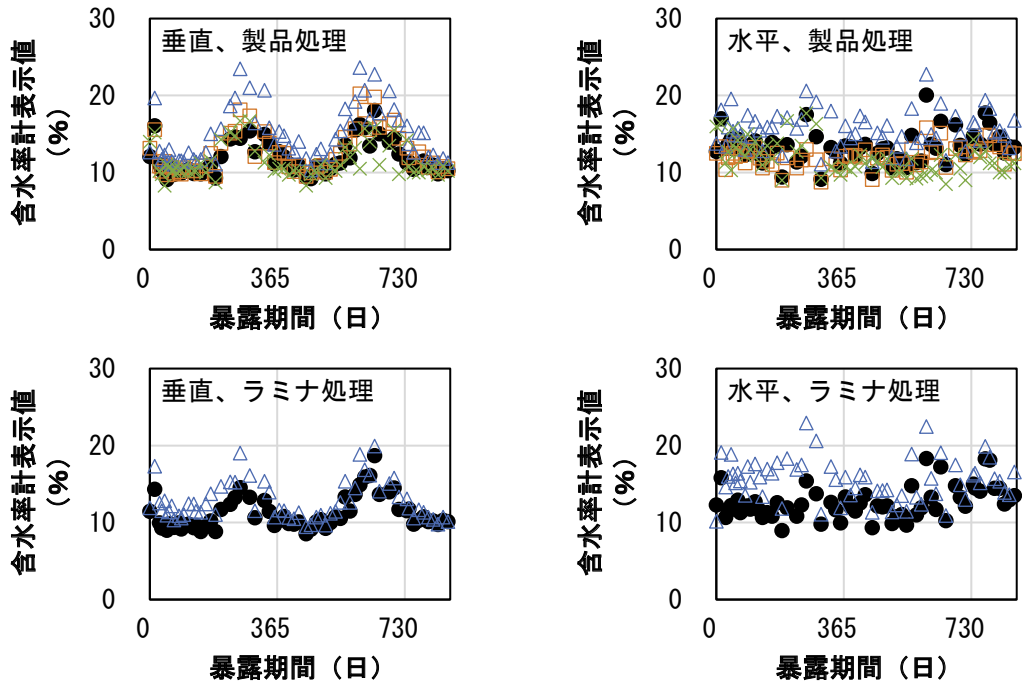 30
20
10
0
含水率計表示値
（%）
垂直、製品処理
0
365
730
暴露期間（日）
30
20
10
0
含水率計表示値
（%）
水平、製品処理
0
365
730
暴露期間（日）
30
20
10
0
含水率計表示値
（%）
垂直、ラミナ処理
0
365
730
暴露期間（日）
30
20
10
0
含水率計表示値
（%）
水平、ラミナ処理
0
365
730
暴露期間（日）